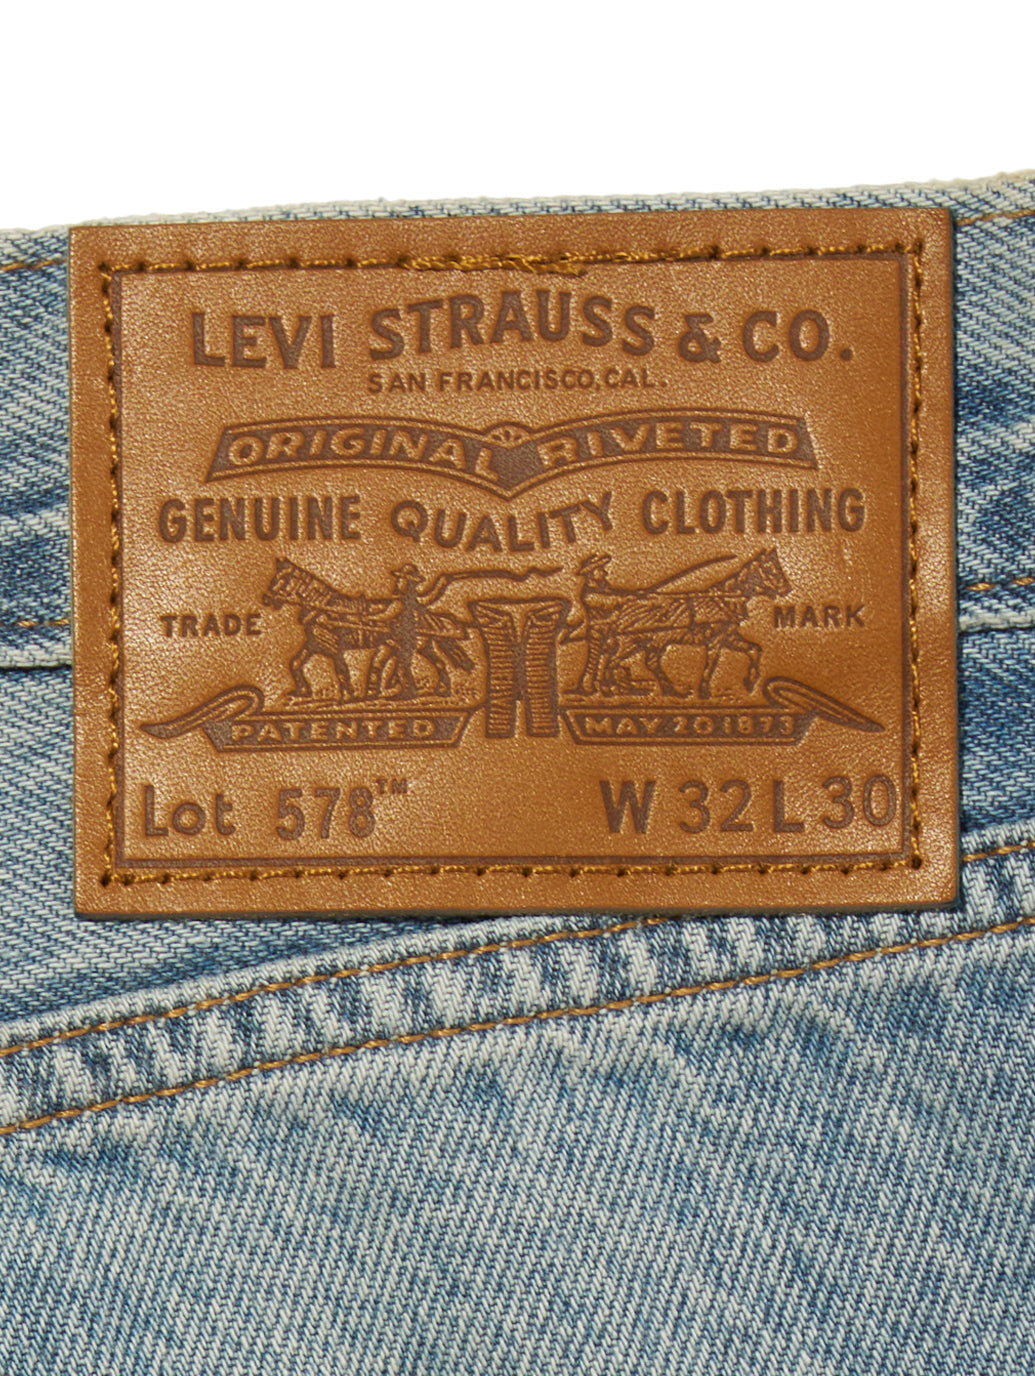 LEVI STRAUSS & CO.
SAN FRANCISCO, CAL.
ORIGINAL RIVETED
GENUINE QUALITY CLOTHING
TRADE MARK
PATENTED MAY 20 1873
Lot 578™ W 32 L 30